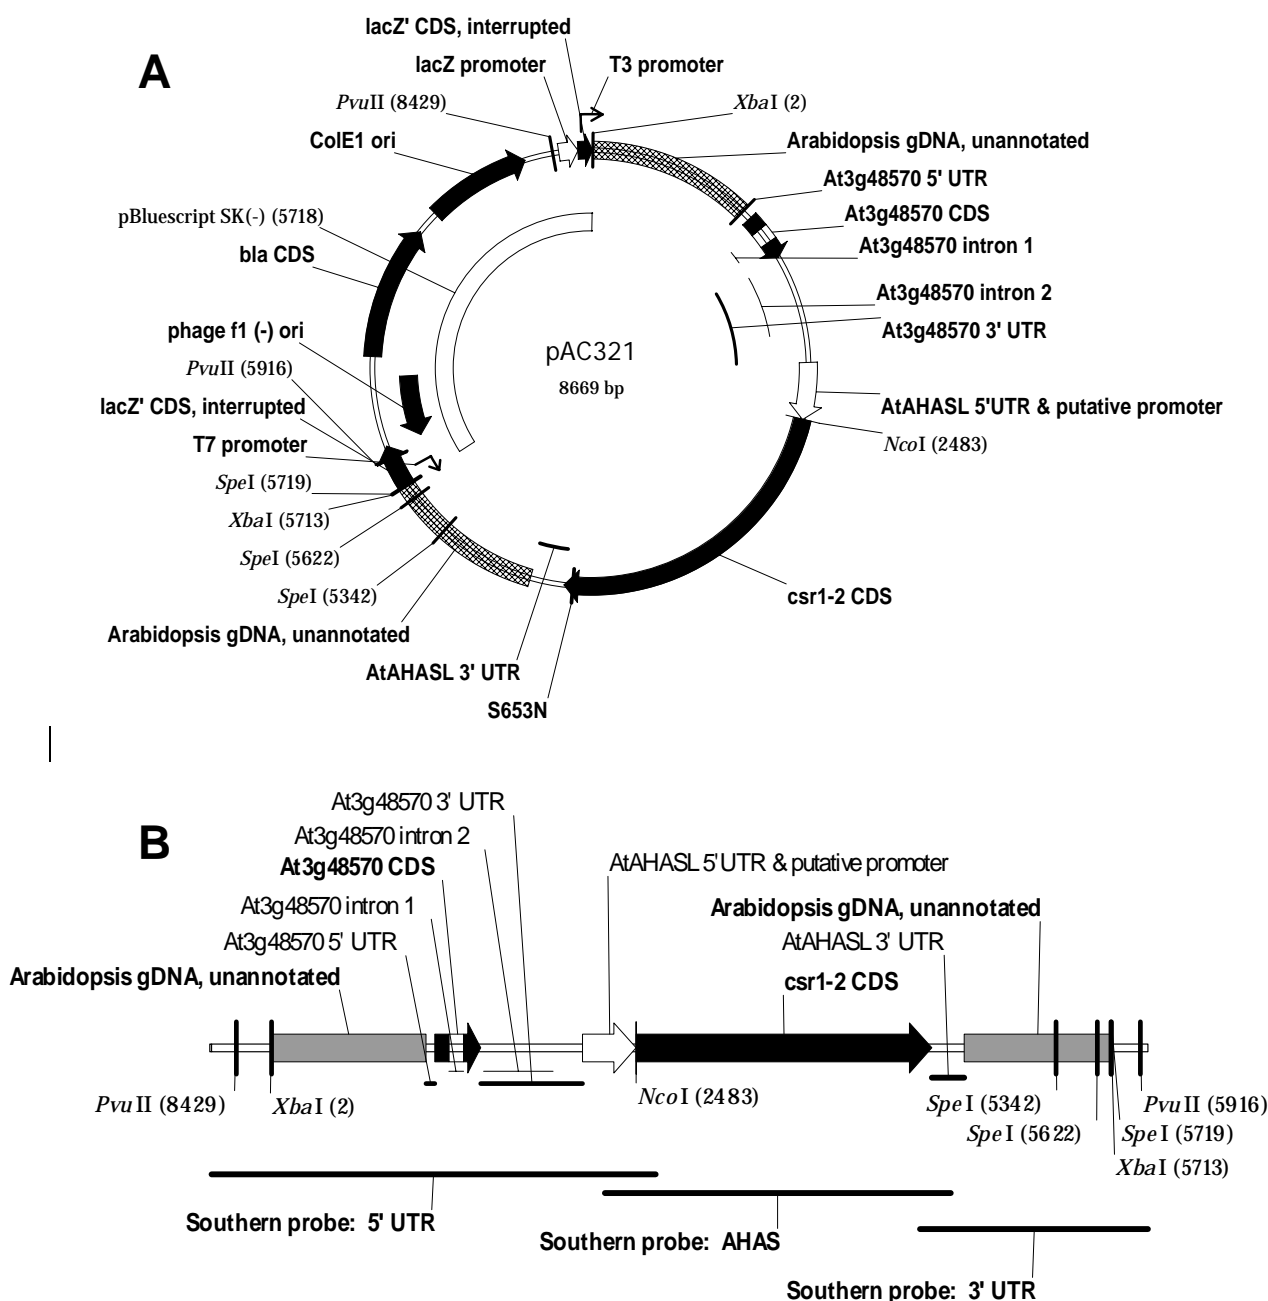 A
lacZ' CDS, interrupted
lacZ promoter
T3 promoter
PvuII (8429)
XbaI (2)
ColE1 ori
Arabidopsis gDNA, unannotated
At3g48570 5' UTR
pBluescript SK(-) (5718)
At3g48570 CDS
bla CDS
At3g48570 intron 1
At3g48570 intron 2
phage f1 (-) ori
At3g48570 3' UTR
pAC321
PvuII (5916)
8669 bp
lacZ' CDS, interrupted
AtAHASL 5'UTR & putative promoter
T7 promoter
NcoI (2483)
SpeI (5719)
XbaI (5713)
SpeI (5622)
SpeI (5342)
csr1-2 CDS
Arabidopsis gDNA, unannotated
AtAHASL 3' UTR
S653N
B
At3g48570 3' UTR
At3g48570 intron 2
At3g48570 CDS
AtAHASL 5'UTR & putative promoter
At3g48570 intron 1
Arabidopsis gDNA, unannotated
At3g48570 5' UTR
AtAHASL 3' UTR
Arabidopsis gDNA, unannotated
csr1-2 CDS
PvuII (8429)
XbaI (2)
NcoI (2483)
SpeI (5342)
PvuII (5916)
SpeI (5622)
SpeI (5719)
XbaI (5713)
Southern probe: 5' UTR
Southern probe: AHAS
Southern probe: 3' UTR